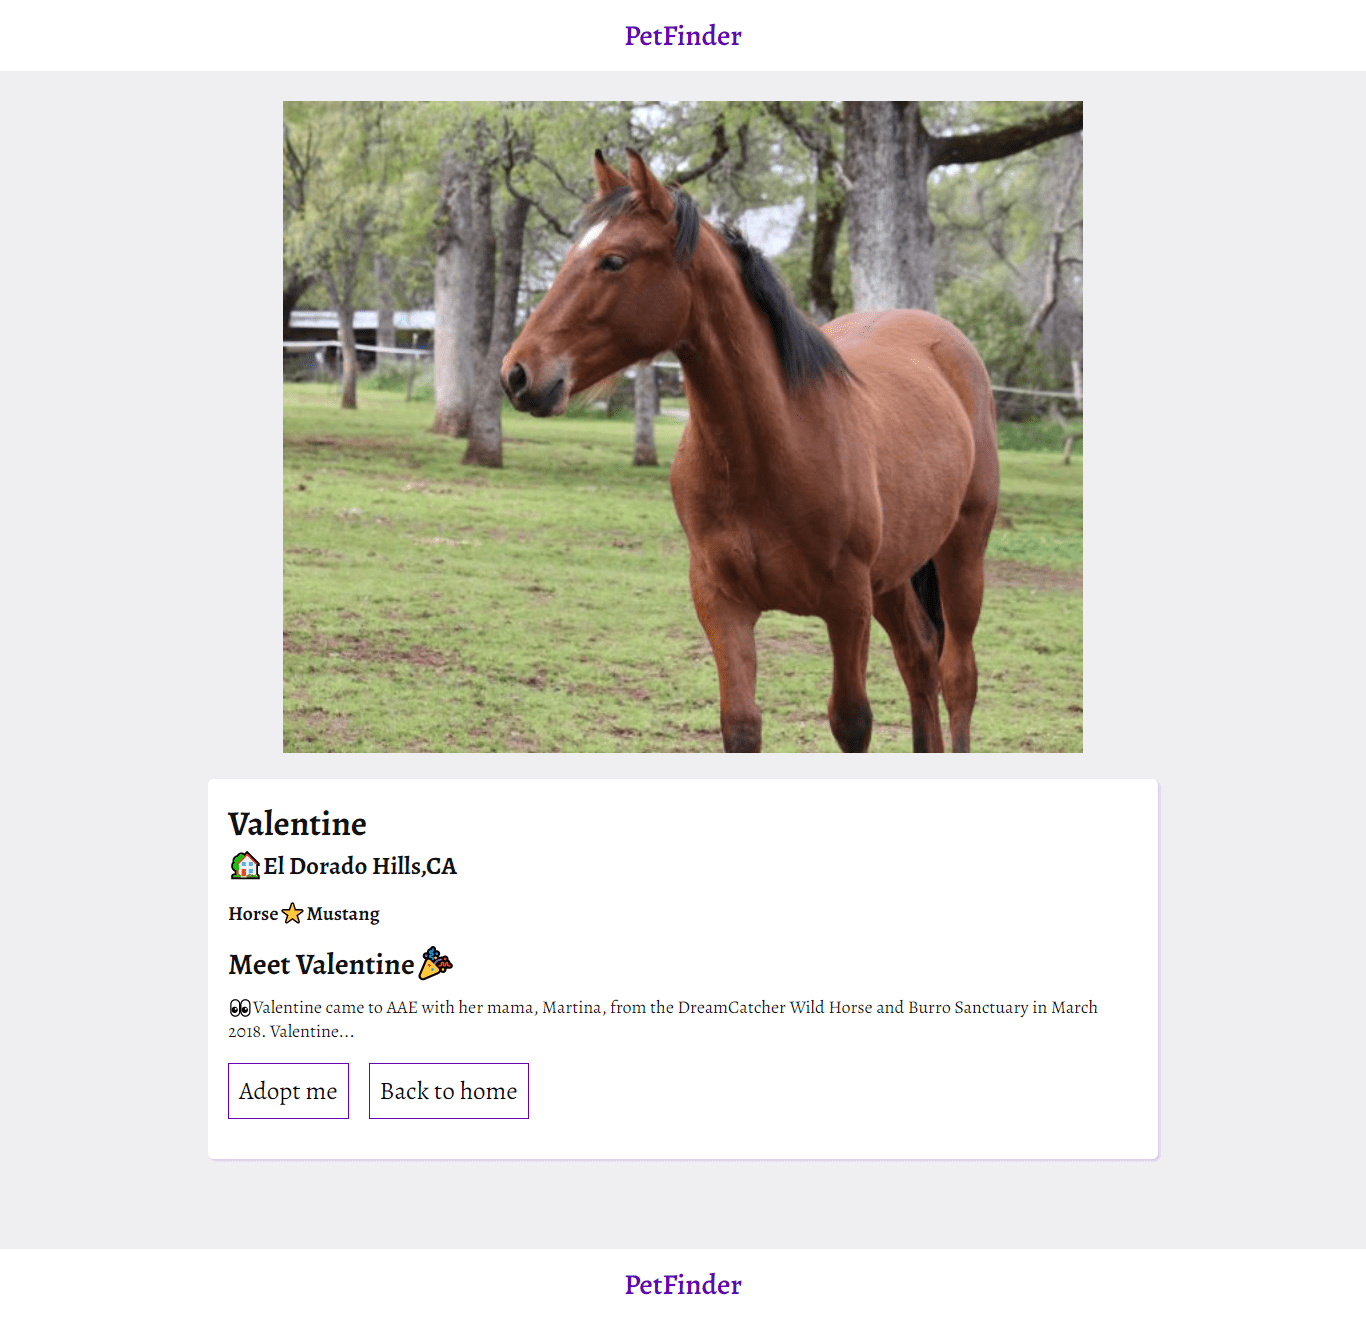 PetFinder
Valentine
🏡El Dorado Hills,CA
Horse⭐Mustang
Meet Valentine🎉
👀Valentine came to AAE with her mama, Martina, from the DreamCatcher Wild Horse and Burro Sanctuary in March
2018. Valentine...
Adopt me
Back to home
PetFinder